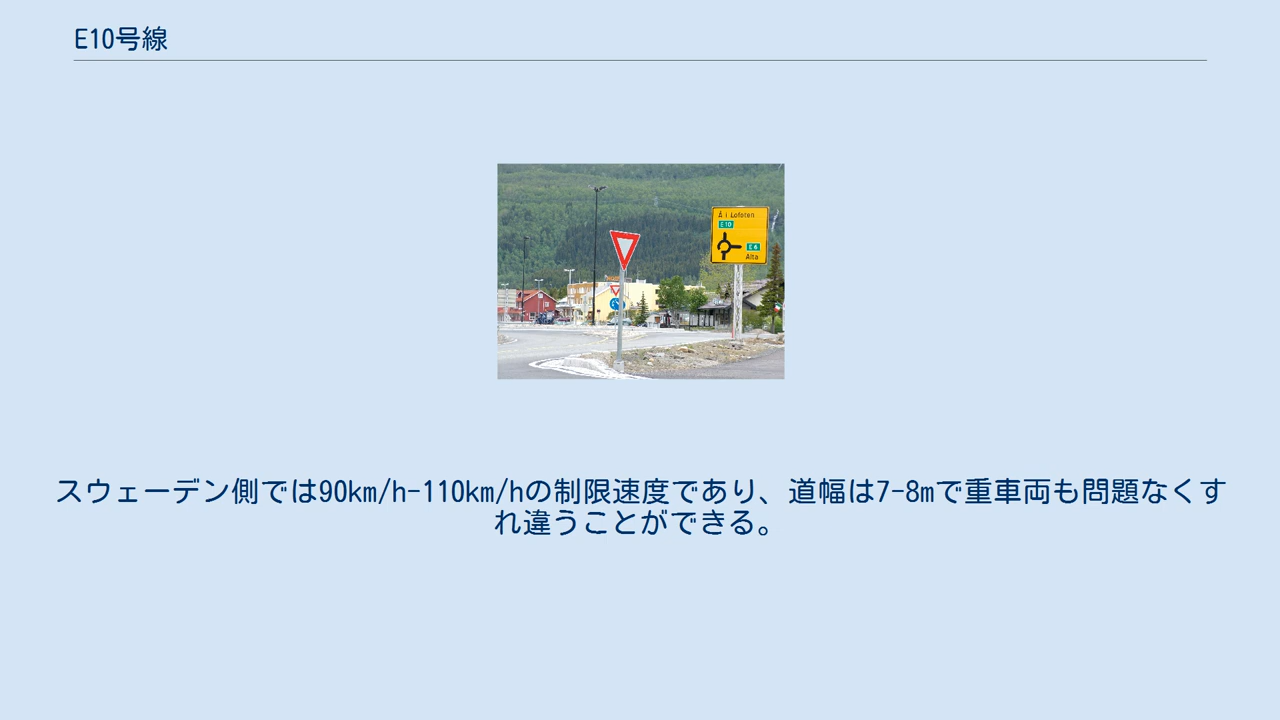 E10号線
Å i Lofoten
E10
E6
Alta
スウェーデン側では90km/h-110km/hの制限速度であり、道幅は7-8mで重車両も問題なくす
れ違うことができる。